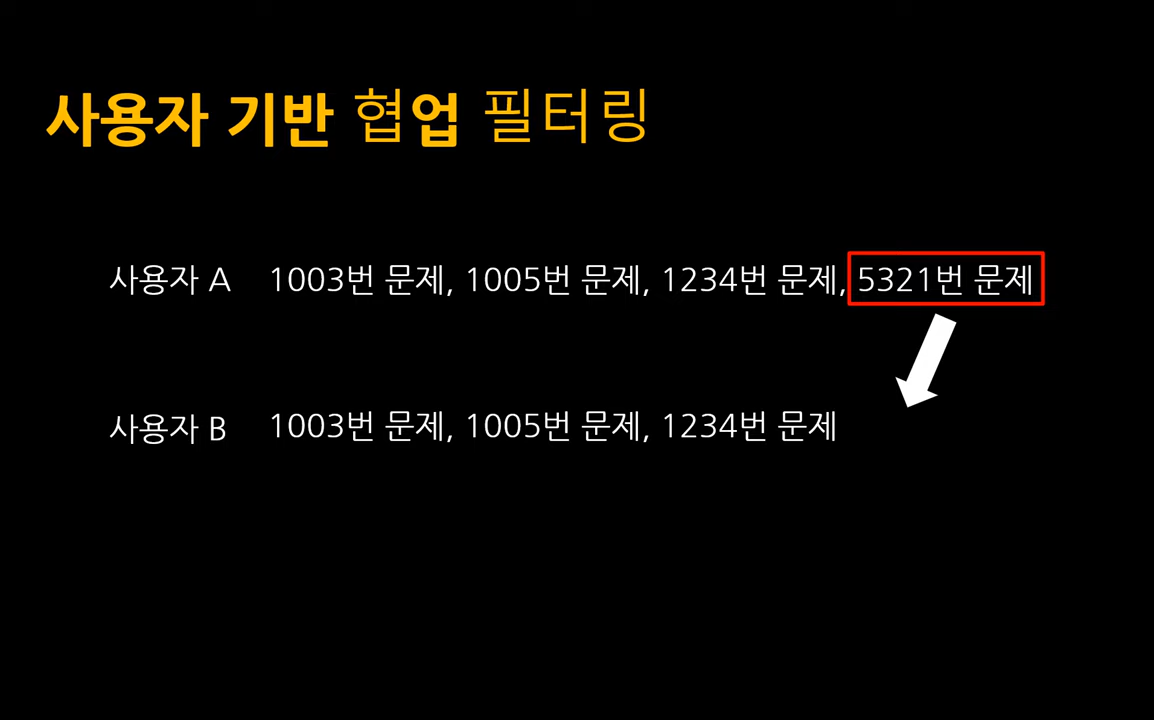 사용자 기반 협업 필터링
사용자 A 1003번 문제, 1005번 문제, 1234번 문제, 5321번 문제
사용자 B 1003번 문제, 1005번 문제, 1234번 문제